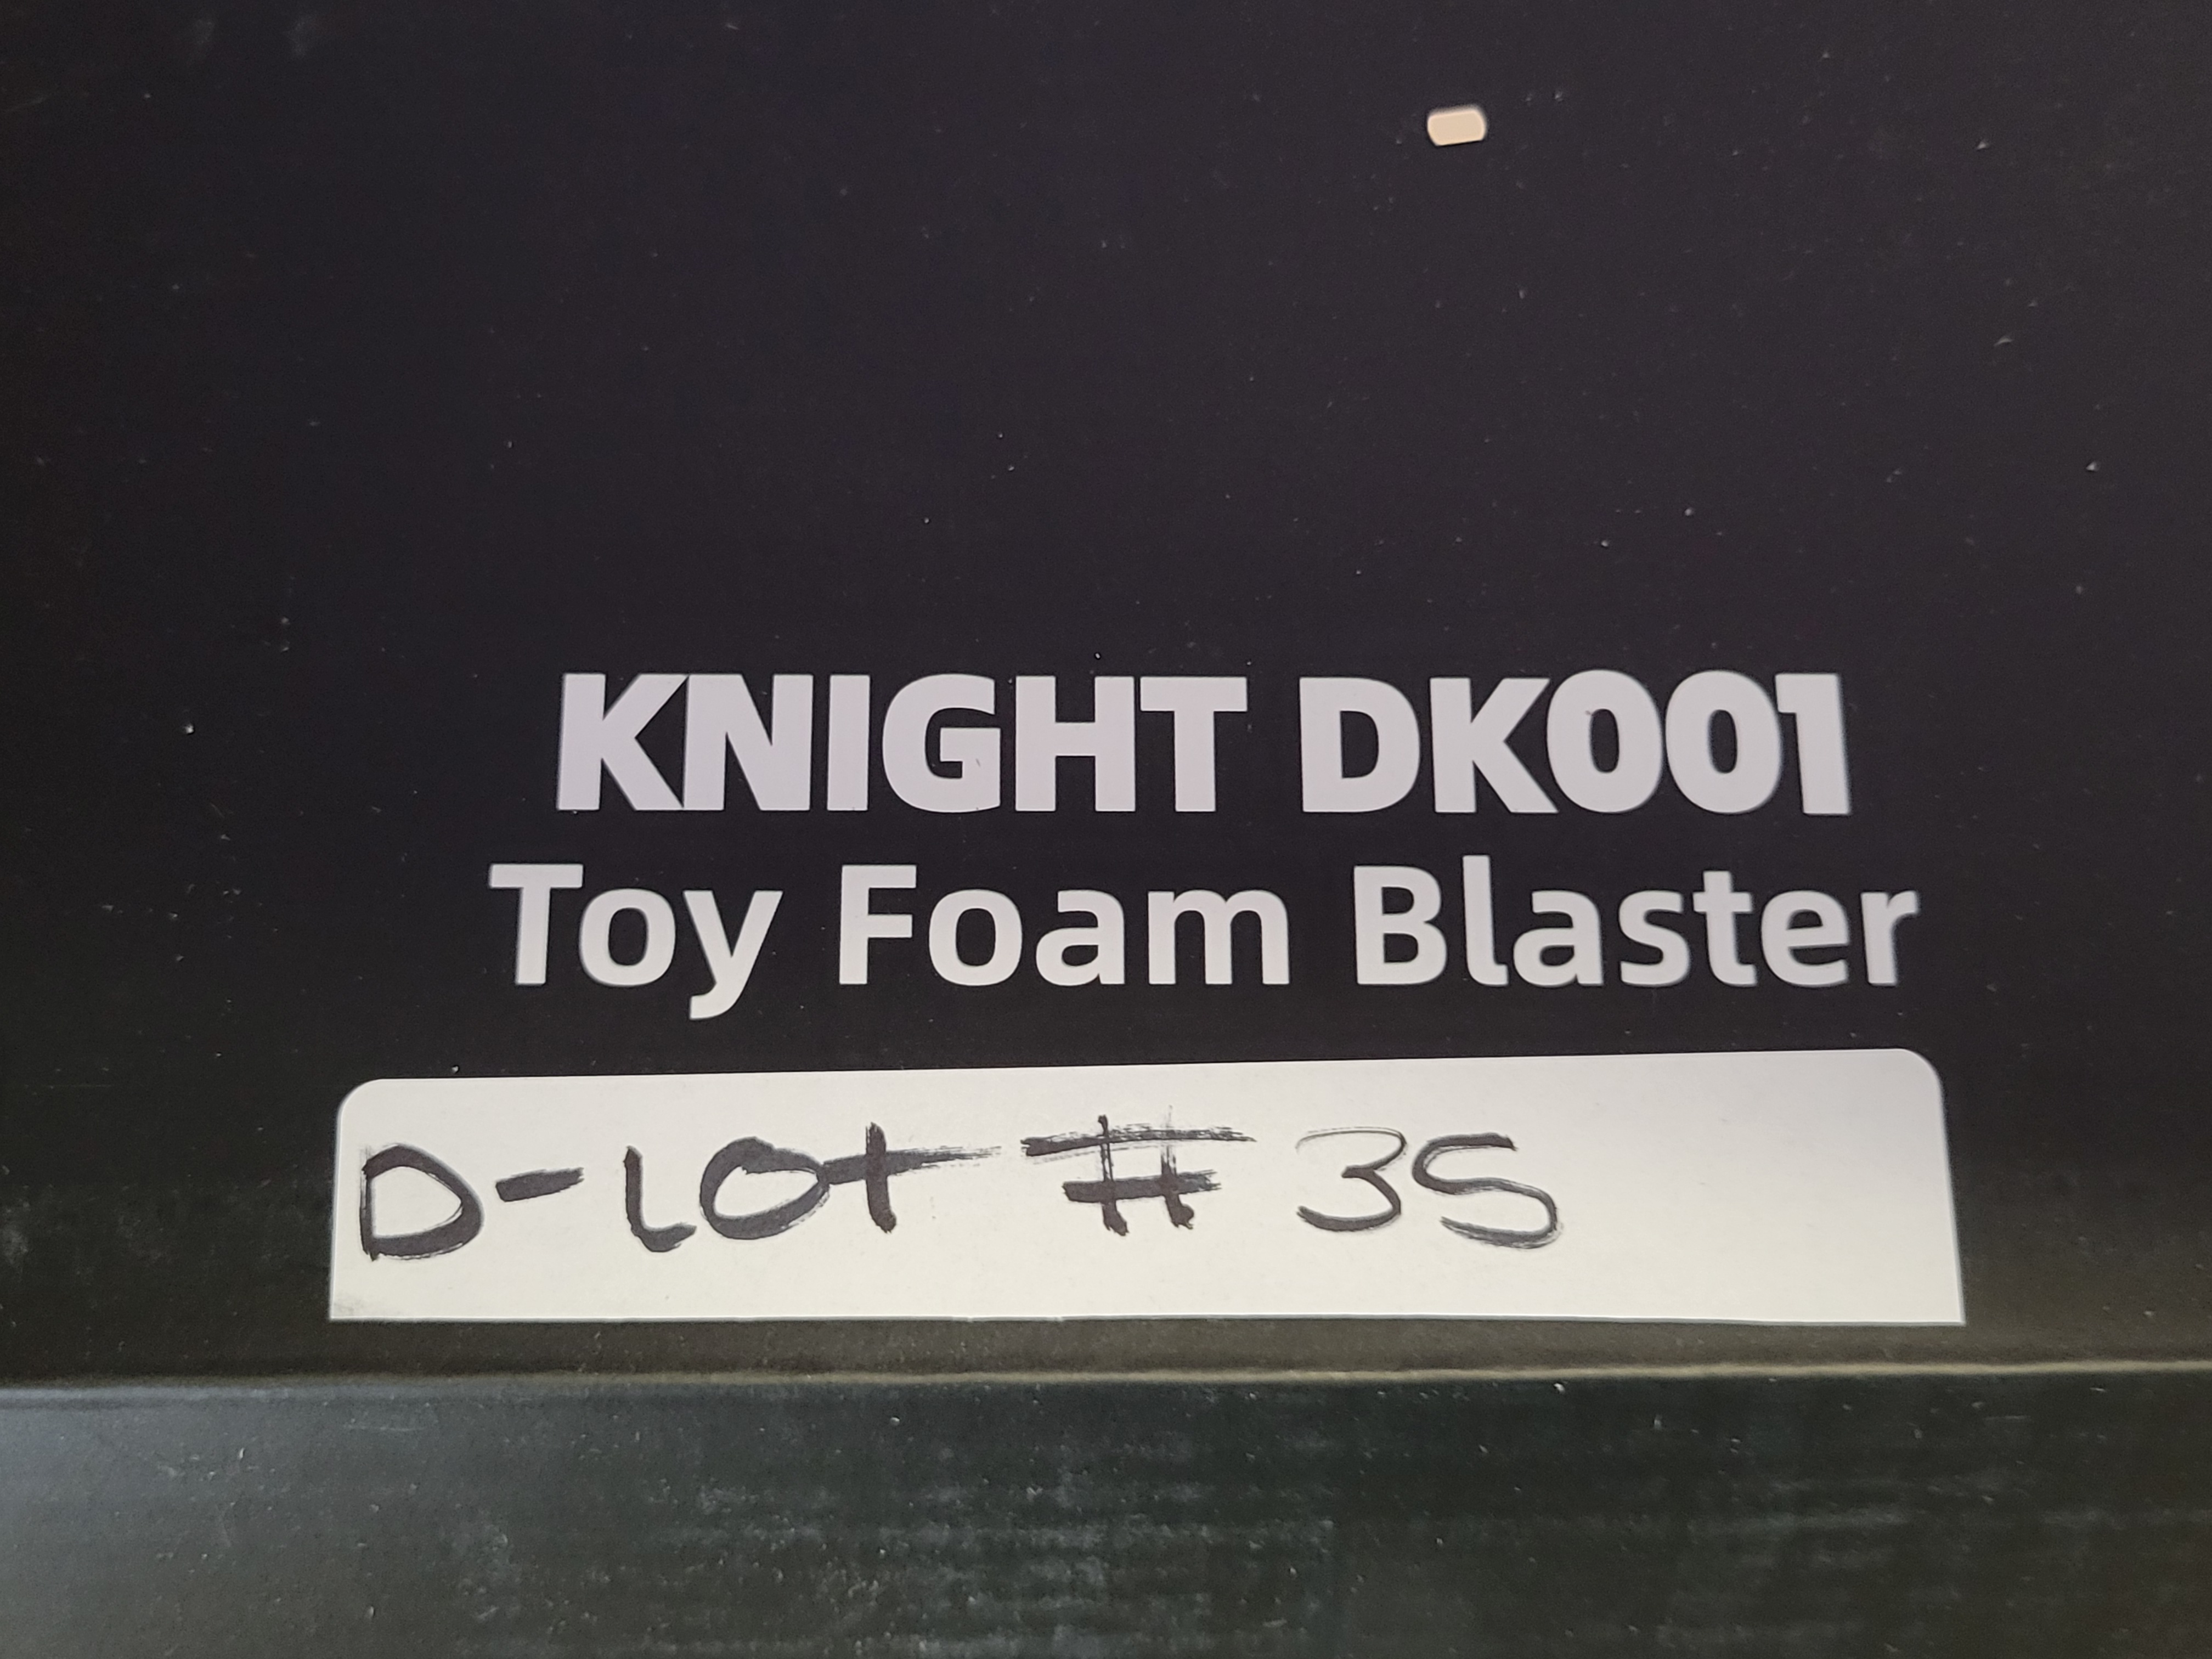 KNIGHT DK001
Toy Foam Blaster
D-LOt # 35